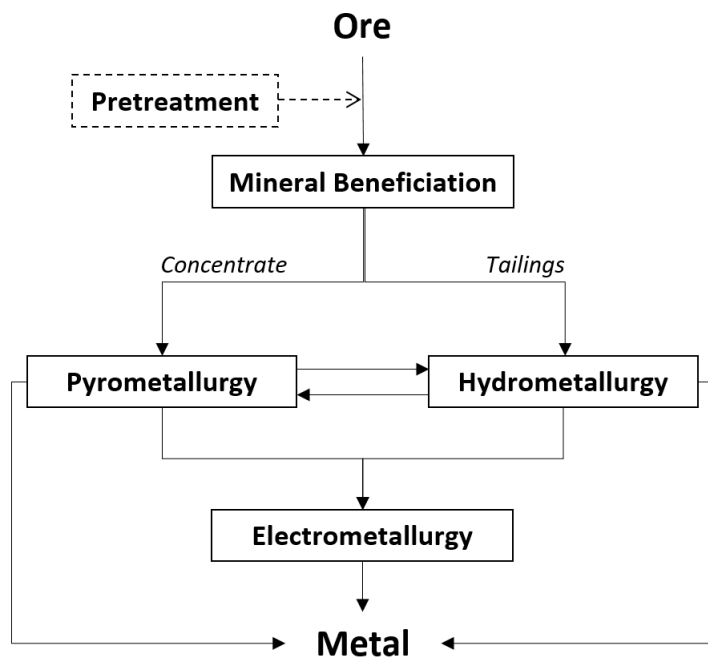 Ore
Pretreatment
Mineral Beneficiation
Concentrate
Tailings
Pyrometallurgy
Hydrometallurgy
Electrometallurgy
Metal